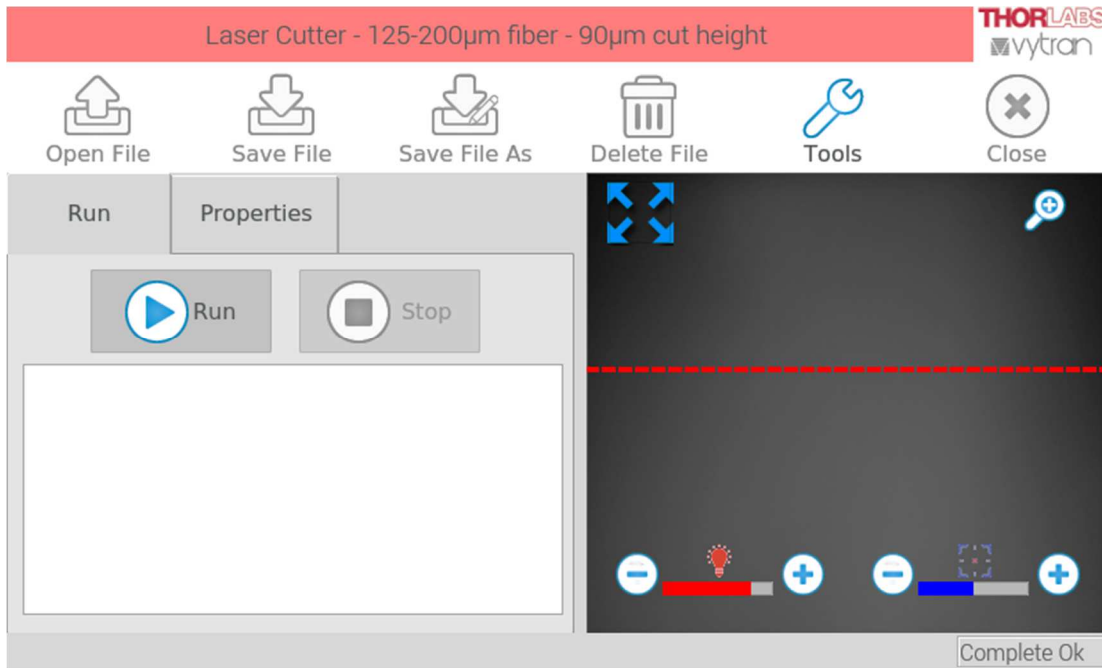 Laser Cutter - 125-200µm fiber - 90µm cut height
THORLABS
vytran
Open File
Save File
Save File As
Delete File
Tools
Close
Run
Properties
Run
Stop
Complete Ok